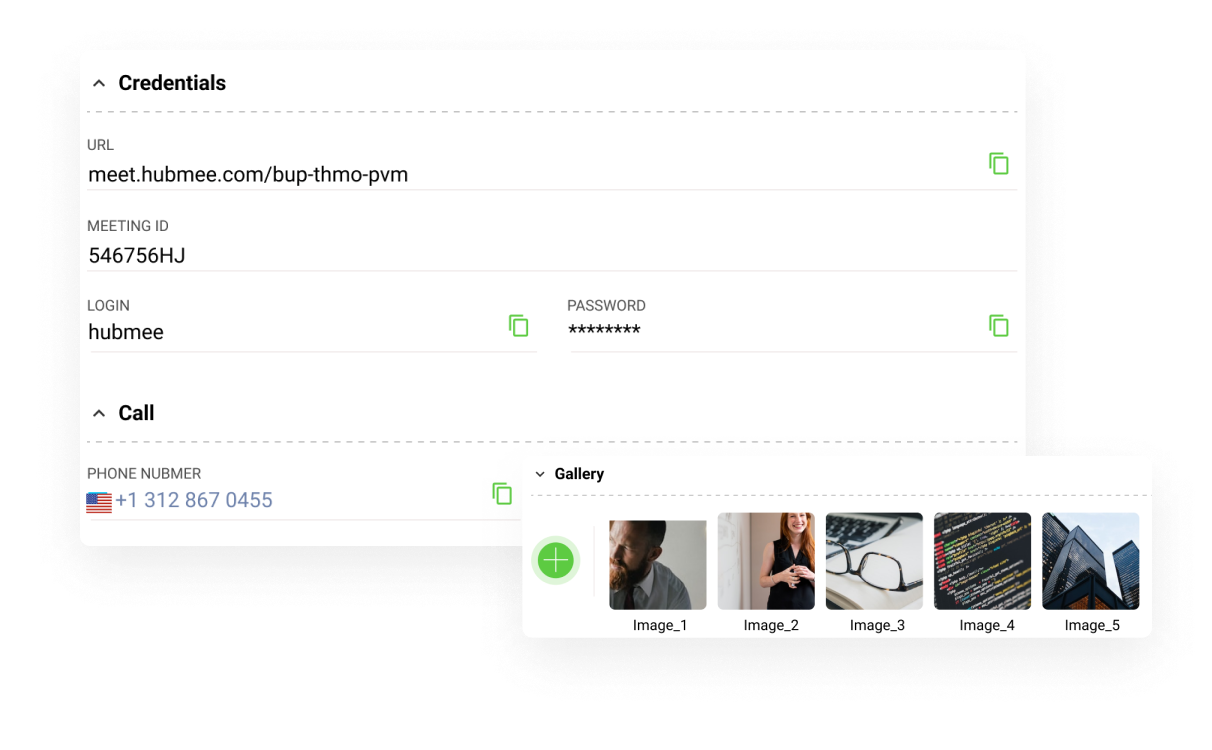 Credentials
URL
meet.hubmee.com/bup-thmo-pvm
MEETING ID
546756HJ
LOGIN
PASSWORD
hubmee
********
Call
PHONE NUBMER
+1 312 867 0455
Gallery
Image_1
Image_2
Image_3
Image_4
Image_5